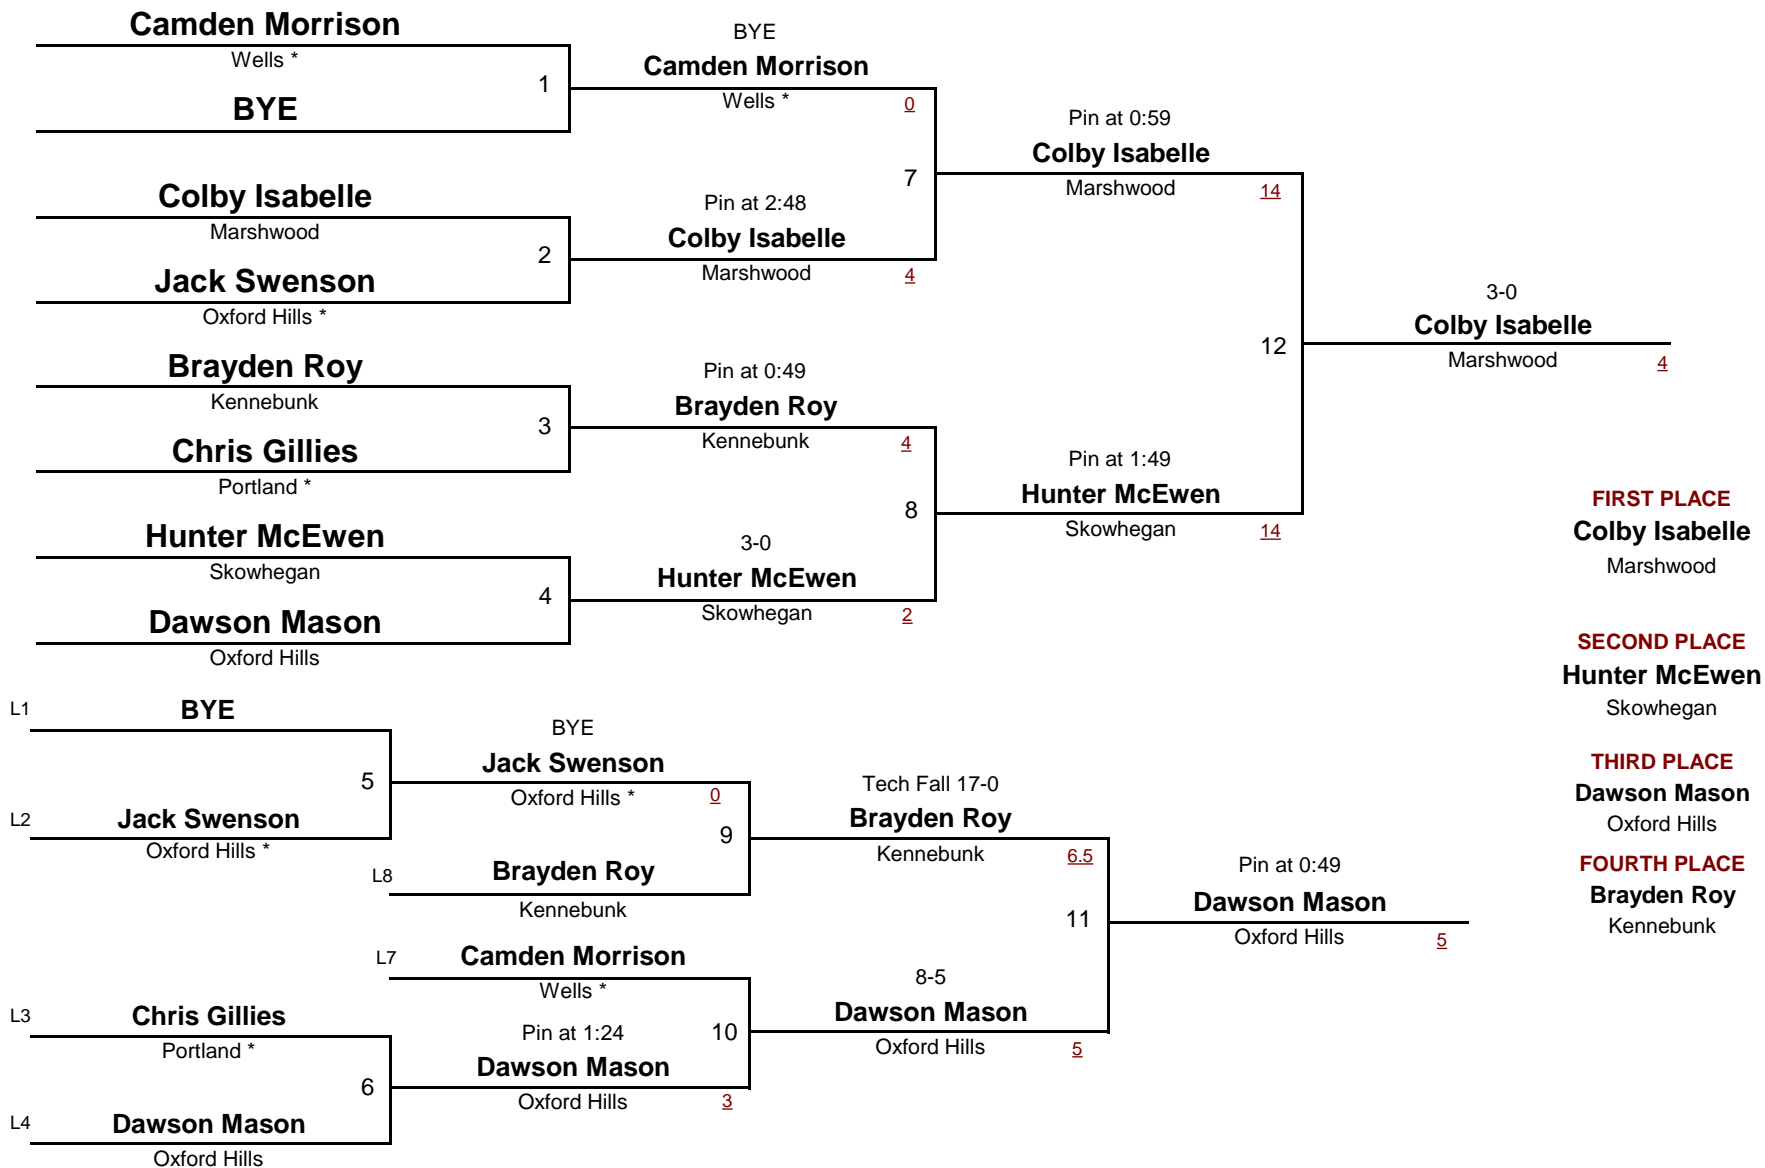 Camden Morrison
Wells *
1
BYE
BYE
Camden Morrison
Wells *
0
Colby Isabelle
Marshwood
2
Jack Swenson
Oxford Hills *
Pin at 2:48
Colby Isabelle
Marshwood
4
7
Pin at 0:59
Colby Isabelle
Marshwood
14
Brayden Roy
Kennebunk
3
Chris Gillies
Portland *
Pin at 0:49
Brayden Roy
Kennebunk
4
Hunter McEwen
Skowhegan
4
Dawson Mason
Oxford Hills
3-0
Hunter McEwen
Skowhegan
2
8
Pin at 1:49
Hunter McEwen
Skowhegan
14
12
3-0
Colby Isabelle
Marshwood
4
FIRST PLACE
Colby Isabelle
Marshwood
SECOND PLACE
Hunter McEwen
Skowhegan
THIRD PLACE
Dawson Mason
Oxford Hills
FOURTH PLACE
Brayden Roy
Kennebunk
L1
BYE
5
L2
Jack Swenson
Oxford Hills *
BYE
Jack Swenson
Oxford Hills *
0
9
L8
Brayden Roy
Kennebunk
Tech Fall 17-0
Brayden Roy
Kennebunk
6.5
L7
Camden Morrison
Wells *
L3
Chris Gillies
Portland *
6
L4
Dawson Mason
Oxford Hills
Pin at 1:24
Dawson Mason
Oxford Hills
3
10
8-5
Dawson Mason
Oxford Hills
5
11
Pin at 0:49
Dawson Mason
Oxford Hills
5